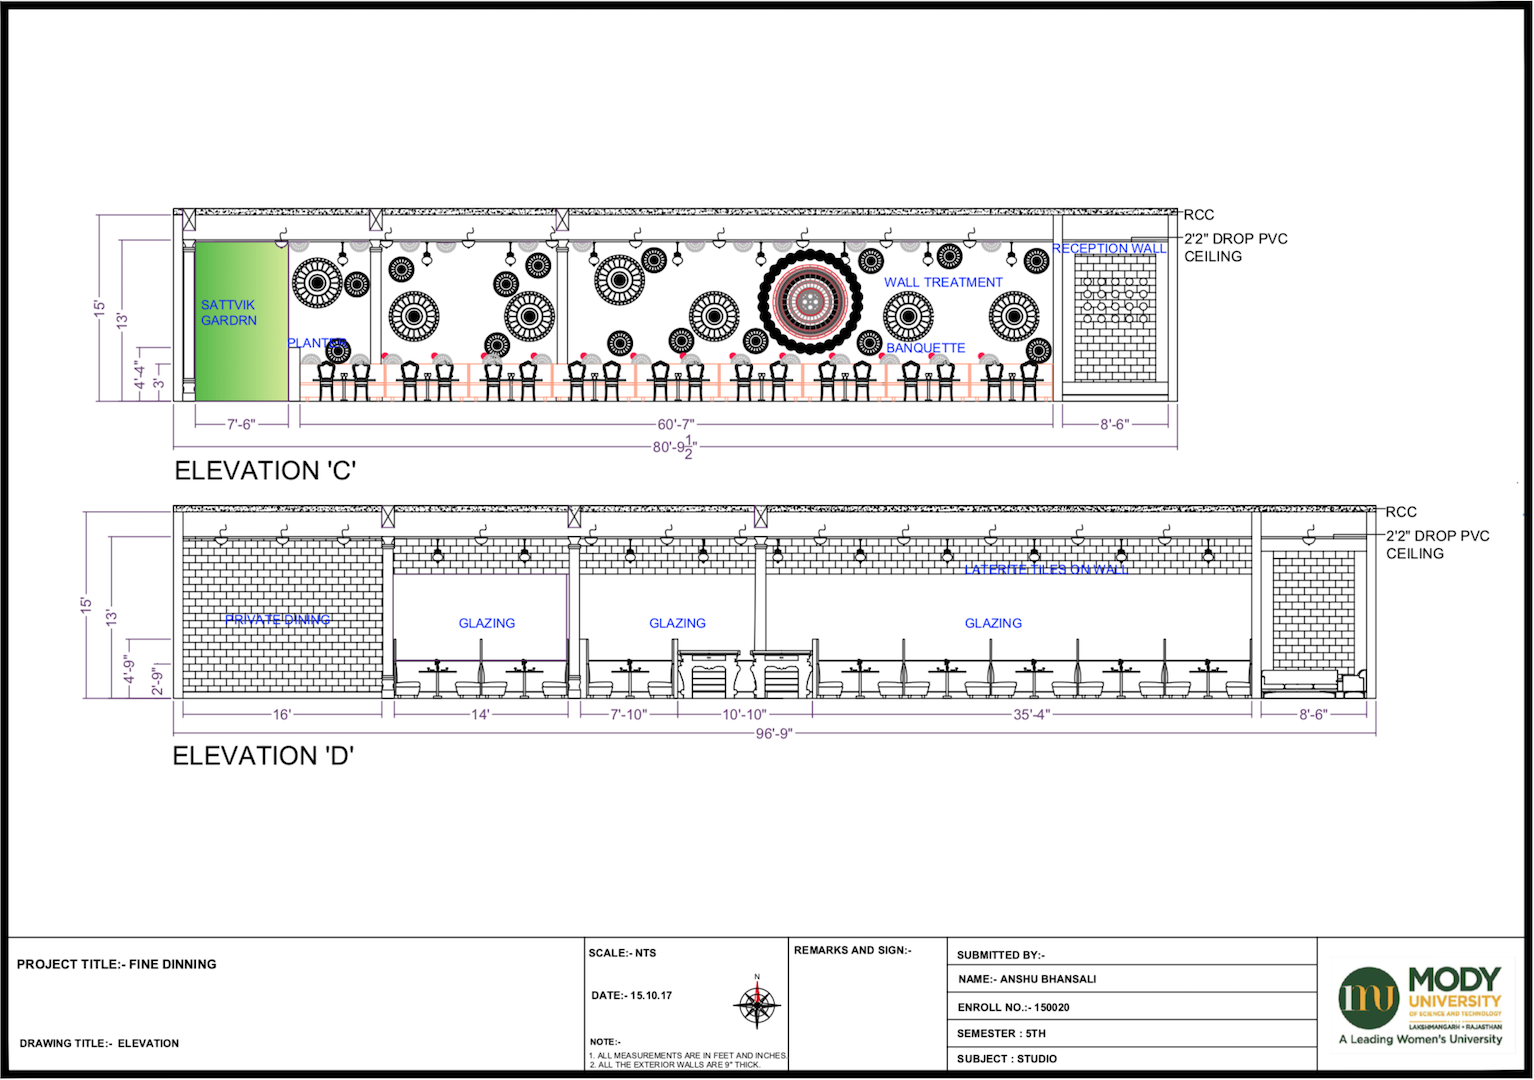 RCC
2'2" DROP PVC
CEILING
RECEPTION WALL
WALL TREATMENT
SATTVIK
GARDRN
PLANTER
BANQUETTE
15'
13'
4'-4"
3'
7'-6"
60'-7"
8'-6"
80'-9 1/2"
ELEVATION 'C'
RCC
2'2" DROP PVC
CEILING
LATERITE TILES ON WALL
PRIVATE DINING
GLAZING
GLAZING
GLAZING
15'
13'
4'-9"
2'-9"
16'
14'
7'-10"
10'-10"
35'-4"
8'-6"
96'-9"
ELEVATION 'D'
PROJECT TITLE:- FINE DINNING
DRAWING TITLE:- ELEVATION
SCALE:- NTS
DATE:- 15.10.17
N
NOTE:-
1. ALL MEASUREMENTS ARE IN FEET AND INCHES.
2. ALL THE EXTERIOR WALLS ARE 9" THICK.
REMARKS AND SIGN:-
SUBMITTED BY:-
NAME:- ANSHU BHANSALI
ENROLL NO.:- 150020
SEMESTER : 5TH
SUBJECT : STUDIO
mu
MODY
UNIVERSITY
OF SCIENCE AND TECHNOLOGY
LAKSHMANGARH • RAJASTHAN
A Leading Women's University